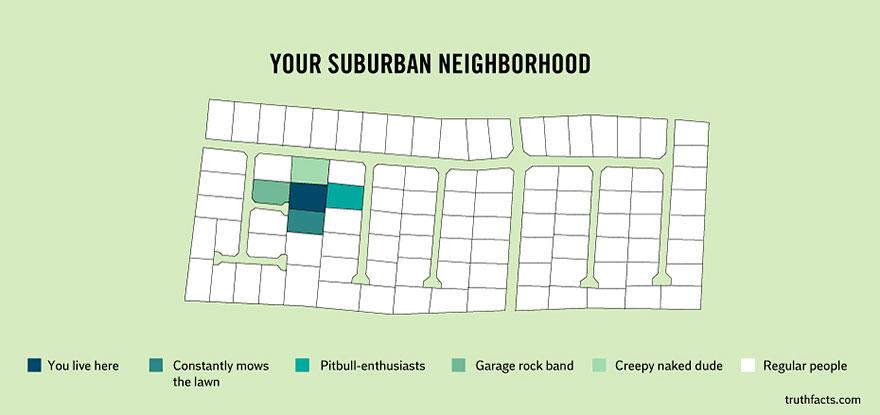 YOUR SUBURBAN NEIGHBORHOOD
You live here
Constantly mows
the lawn
Pitbull-enthusiasts
Garage rock band
Creepy naked dude
Regular people
truthfacts.com